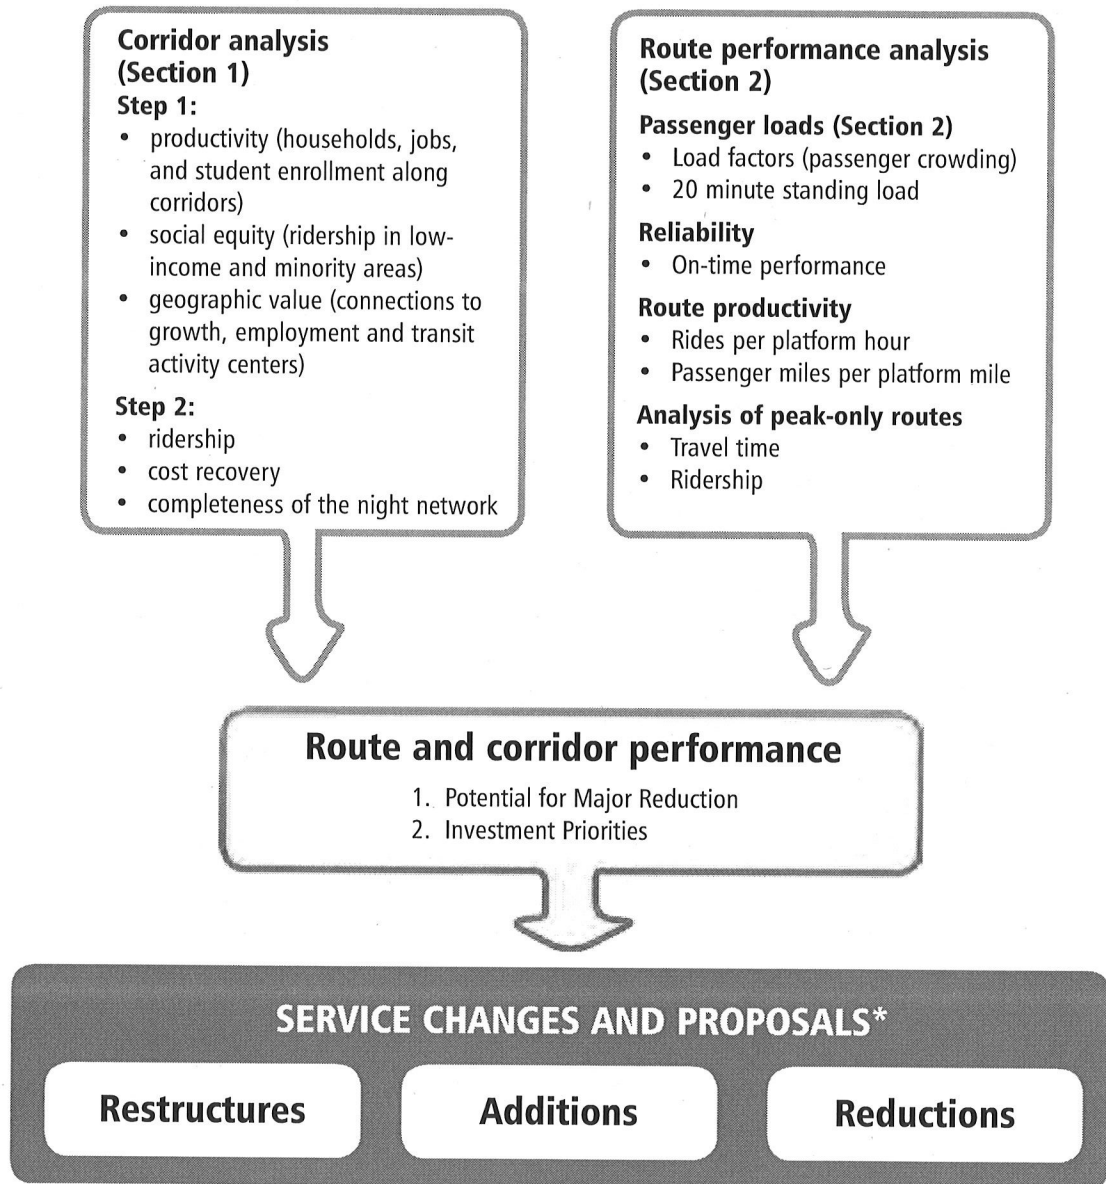 Corridor analysis
(Section 1)
Step 1:
• productivity (households, jobs,
and student enrollment along
corridors)
• social equity (ridership in low-
income and minority areas)
• geographic value (connections to
growth, employment and transit
activity centers)
Step 2:
• ridership
• cost recovery
• completeness of the night network
Route performance analysis
(Section 2)
Passenger loads (Section 2)
• Load factors (passenger crowding)
• 20 minute standing load
Reliability
• On-time performance
Route productivity
• Rides per platform hour
• Passenger miles per platform mile
Analysis of peak-only routes
• Travel time
• Ridership
Route and corridor performance
1. Potential for Major Reduction
2. Investment Priorities
SERVICE CHANGES AND PROPOSALS*
Restructures
Additions
Reductions